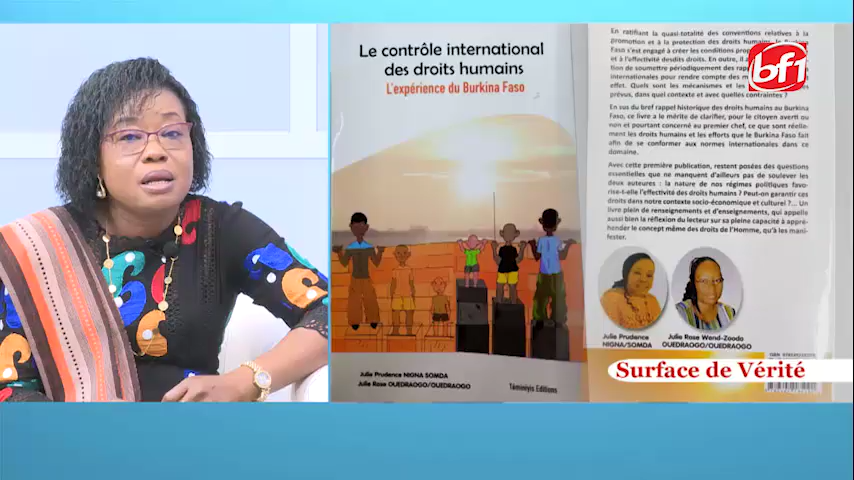 Le contrôle international
des droits humains
L'expérience du Burkina Faso
Julie Prudence NIGNA SOMDA
Julie Rose OUEDRAOGO/OUEDRAOGO
Téminiyis Editions
En ratifiant la quasi-totalité des conventions relatives à la
promotion et à la protection des droits
s'est engagé à créer les conditions
et à l'effectivité desdits droits. En outre, il
de soumettre périodiquement des
internationales pour rendre compte des
effet. Quels sont les mécanismes et les
prévus, dans quel contexte et avec quelles contraintes ?
En sus du bref rappel historique des droits humains au Burkina
Faso, ce livre a le mérite de clarifier, pour le citoyen averti ou
non et pourtant concerné au premier chef, ce que sont réelle-
ment les droits humains et les efforts que le Burkina Faso fait
afin de se conformer aux normes internationales dans ce
domaine.
Avec cette première publication, restent posées des questions
essentielles que ne manquent d'ailleurs pas de soulever les
deux auteures : la nature de nos régimes politiques favo-
rise-t-elle l'effectivité des droits humains ? Peut-on garantir ces
droits dans notre contexte socio-économique et culturel ?... Un
livre plein de renseignements et d'enseignements, qui appelle
aussi bien la réflexion du lecteur sur sa pleine capacité à appré-
hender le concept même des droits de l'Homme, qu'à les mani-
fester.
bf1
Julie Prudence
NIGNA/SOMDA
Julie Rose Wend-Zoodo
OUEDRAOGO/OUEDRAOGO
Surface de Vérité